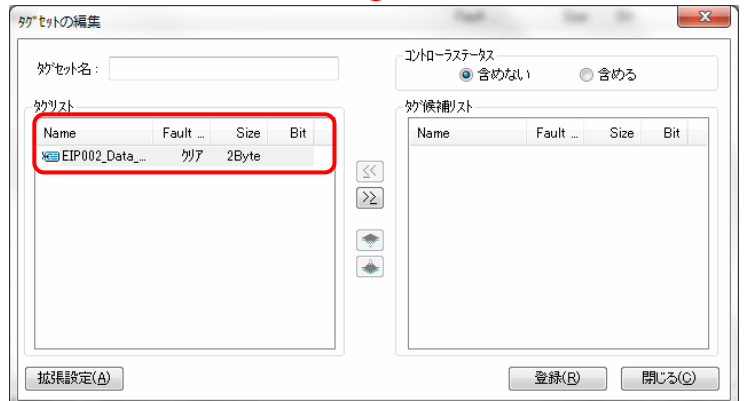 タグセットの編集
タグセット名：
コントローラステータス
含めない
含める
タグリスト
Name Fault ... Size Bit
EIP002_Data_... クリア 2Byte
<<
>>
タグ候補リスト
Name Fault ... Size Bit
拡張設定(A)
登録(R)
閉じる(C)